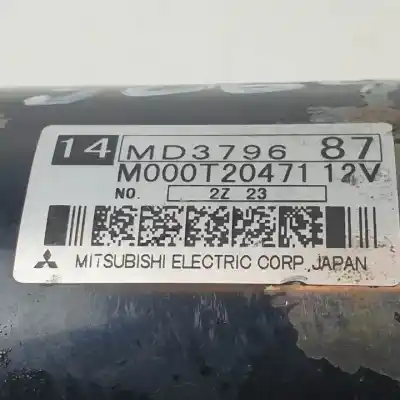 14 MD3796 87
M000T20471 12V
NO. 2Z 23
MITSUBISHI ELECTRIC CORP. JAPAN